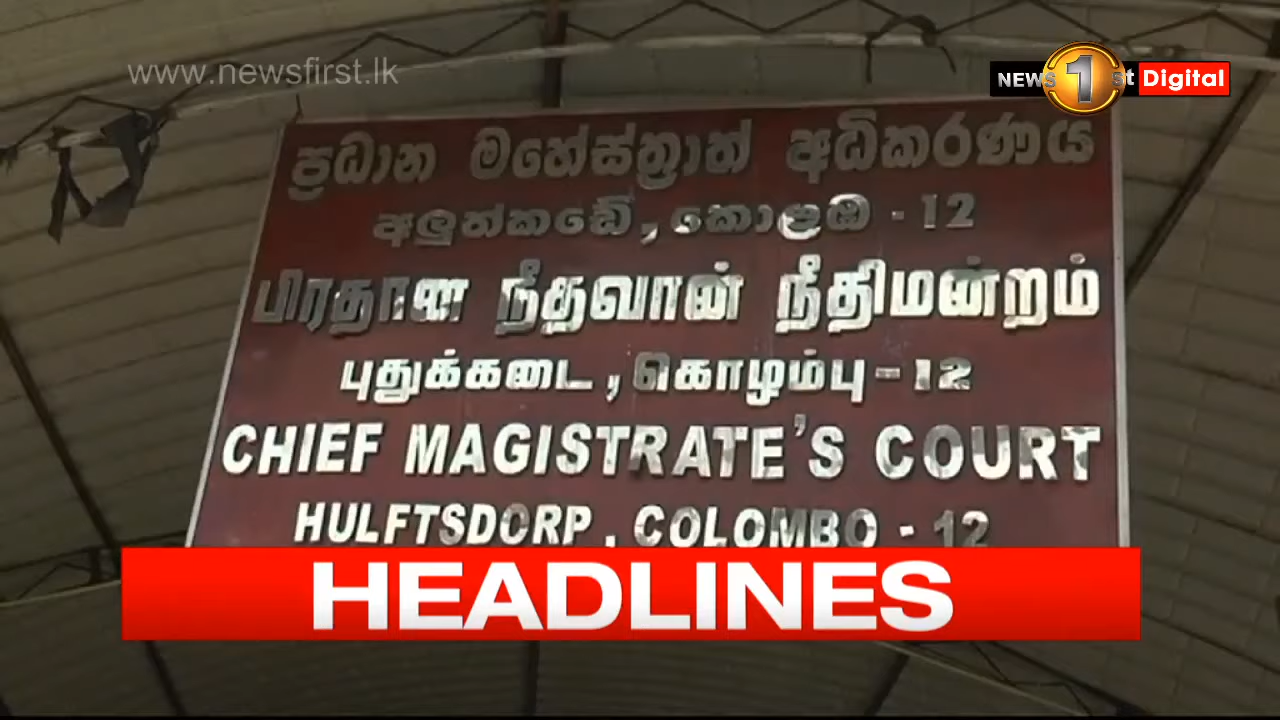 www.newsfirst.lk
NEWS 1st Digital
ප්‍රධාන මහේස්ත්‍රාත් අධිකරණය
අලුත්කඩේ, කොළඹ - 12
பிரதான நீதவான் நீதிமன்றம்
புதுக்கடை, கொழும்பு - 12
CHIEF MAGISTRATE'S COURT
HULFTSDORP, COLOMBO - 12
HEADLINES